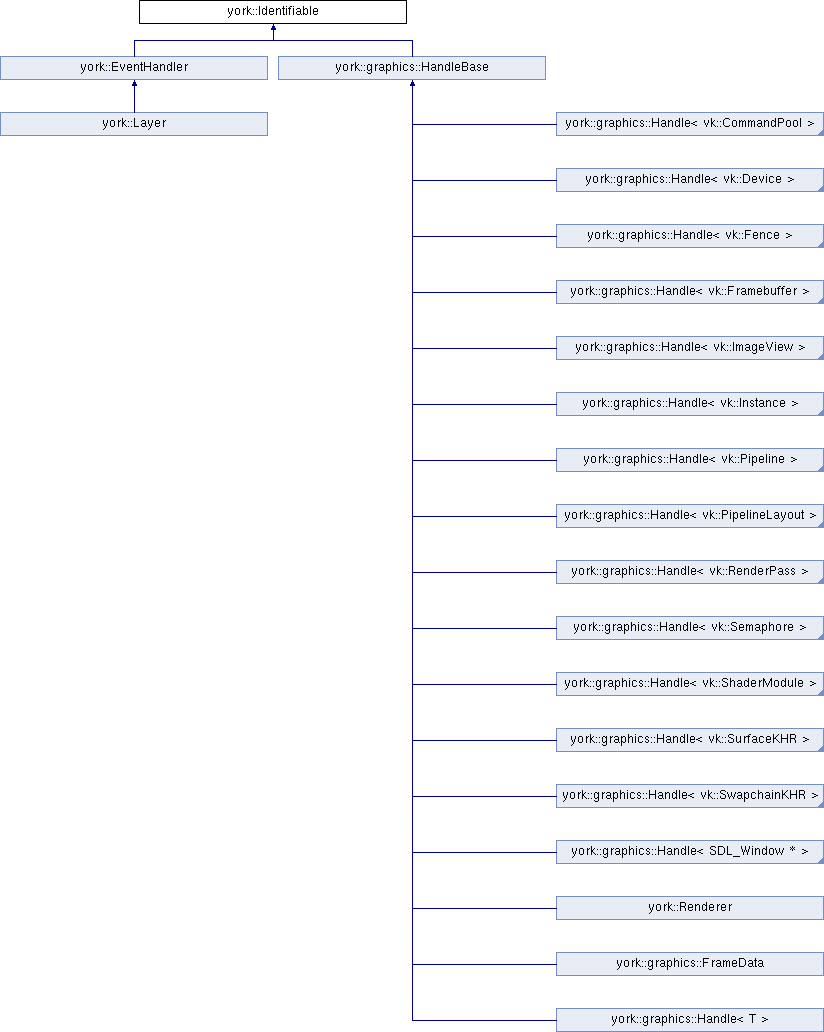 york::Identifiable
york::EventHandler
york::graphics::HandleBase
york::Layer
york::graphics::Handle< vk::CommandPool >
york::graphics::Handle< vk::Device >
york::graphics::Handle< vk::Fence >
york::graphics::Handle< vk::Framebuffer >
york::graphics::Handle< vk::ImageView >
york::graphics::Handle< vk::Instance >
york::graphics::Handle< vk::Pipeline >
york::graphics::Handle< vk::PipelineLayout >
york::graphics::Handle< vk::RenderPass >
york::graphics::Handle< vk::Semaphore >
york::graphics::Handle< vk::ShaderModule >
york::graphics::Handle< vk::SurfaceKHR >
york::graphics::Handle< vk::SwapchainKHR >
york::graphics::Handle< SDL_Window * >
york::Renderer
york::graphics::FrameData
york::graphics::Handle< T >